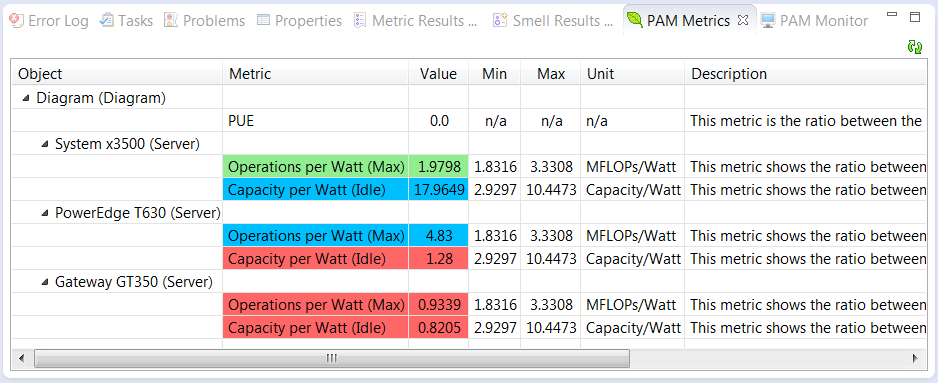 Error Log Tasks Problems Properties Metric Results ... Smell Results ... PAM Metrics PAM Monitor
Object Metric Value Min Max Unit Description
Diagram (Diagram)
PUE 0.0 n/a n/a n/a This metric is the ratio between the
System x3500 (Server)
Operations per Watt (Max) 1.9798 1.8316 3.3308 MFLOPs/Watt This metric shows the ratio between
Capacity per Watt (Idle) 17.9649 2.9297 10.4473 Capacity/Watt This metric shows the ratio between
PowerEdge T630 (Server)
Operations per Watt (Max) 4.83 1.8316 3.3308 MFLOPs/Watt This metric shows the ratio between
Capacity per Watt (Idle) 1.28 2.9297 10.4473 Capacity/Watt This metric shows the ratio between
Gateway GT350 (Server)
Operations per Watt (Max) 0.9339 1.8316 3.3308 MFLOPs/Watt This metric shows the ratio between
Capacity per Watt (Idle) 0.8205 2.9297 10.4473 Capacity/Watt This metric shows the ratio between